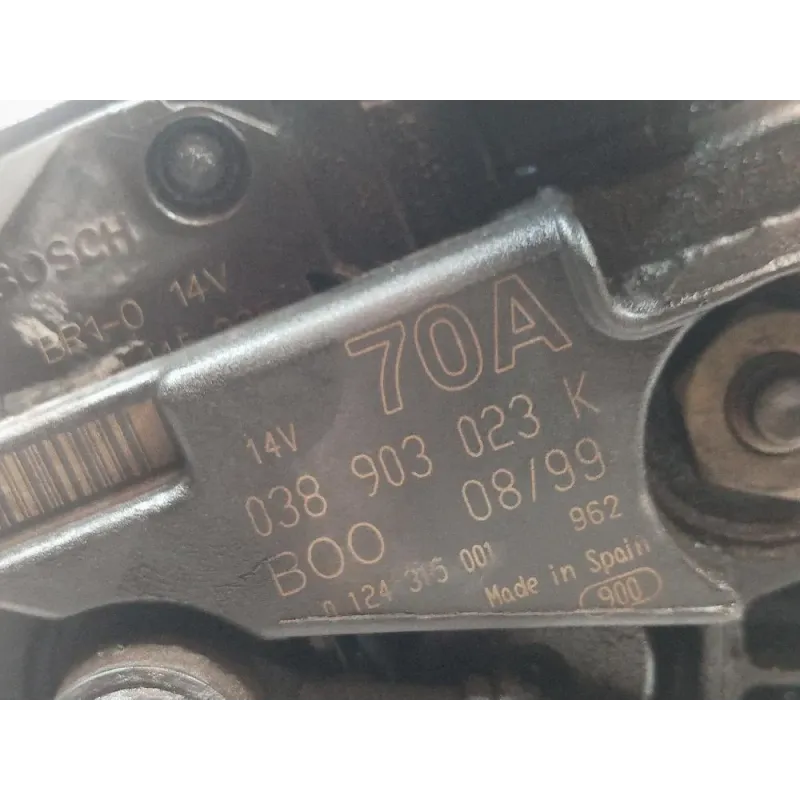 BOSCH
BR1-0 14V
70A
14V
038 903 023 K
BOO 08/99
962
0 124 315 001
Made in Spain
900